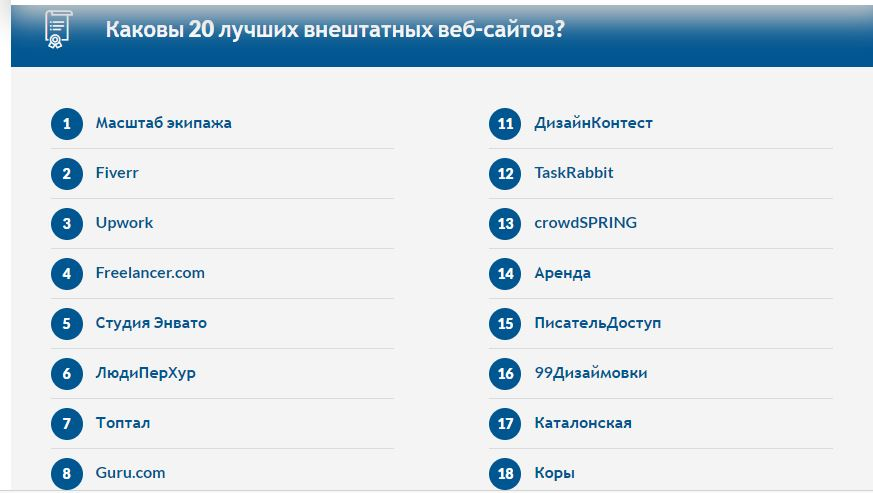 Каковы 20 лучших внештатных веб-сайтов?
1 Масштаб экипажа
2 Fiverr
3 Upwork
4 Freelancer.com
5 Студия Энвато
6 ЛюдиПерХур
7 Топтал
8 Guru.com
11 ДизайнКонтест
12 TaskRabbit
13 crowdSPRING
14 Аренда
15 ПисательДоступ
16 99Дизаймовки
17 Каталонская
18 Коры